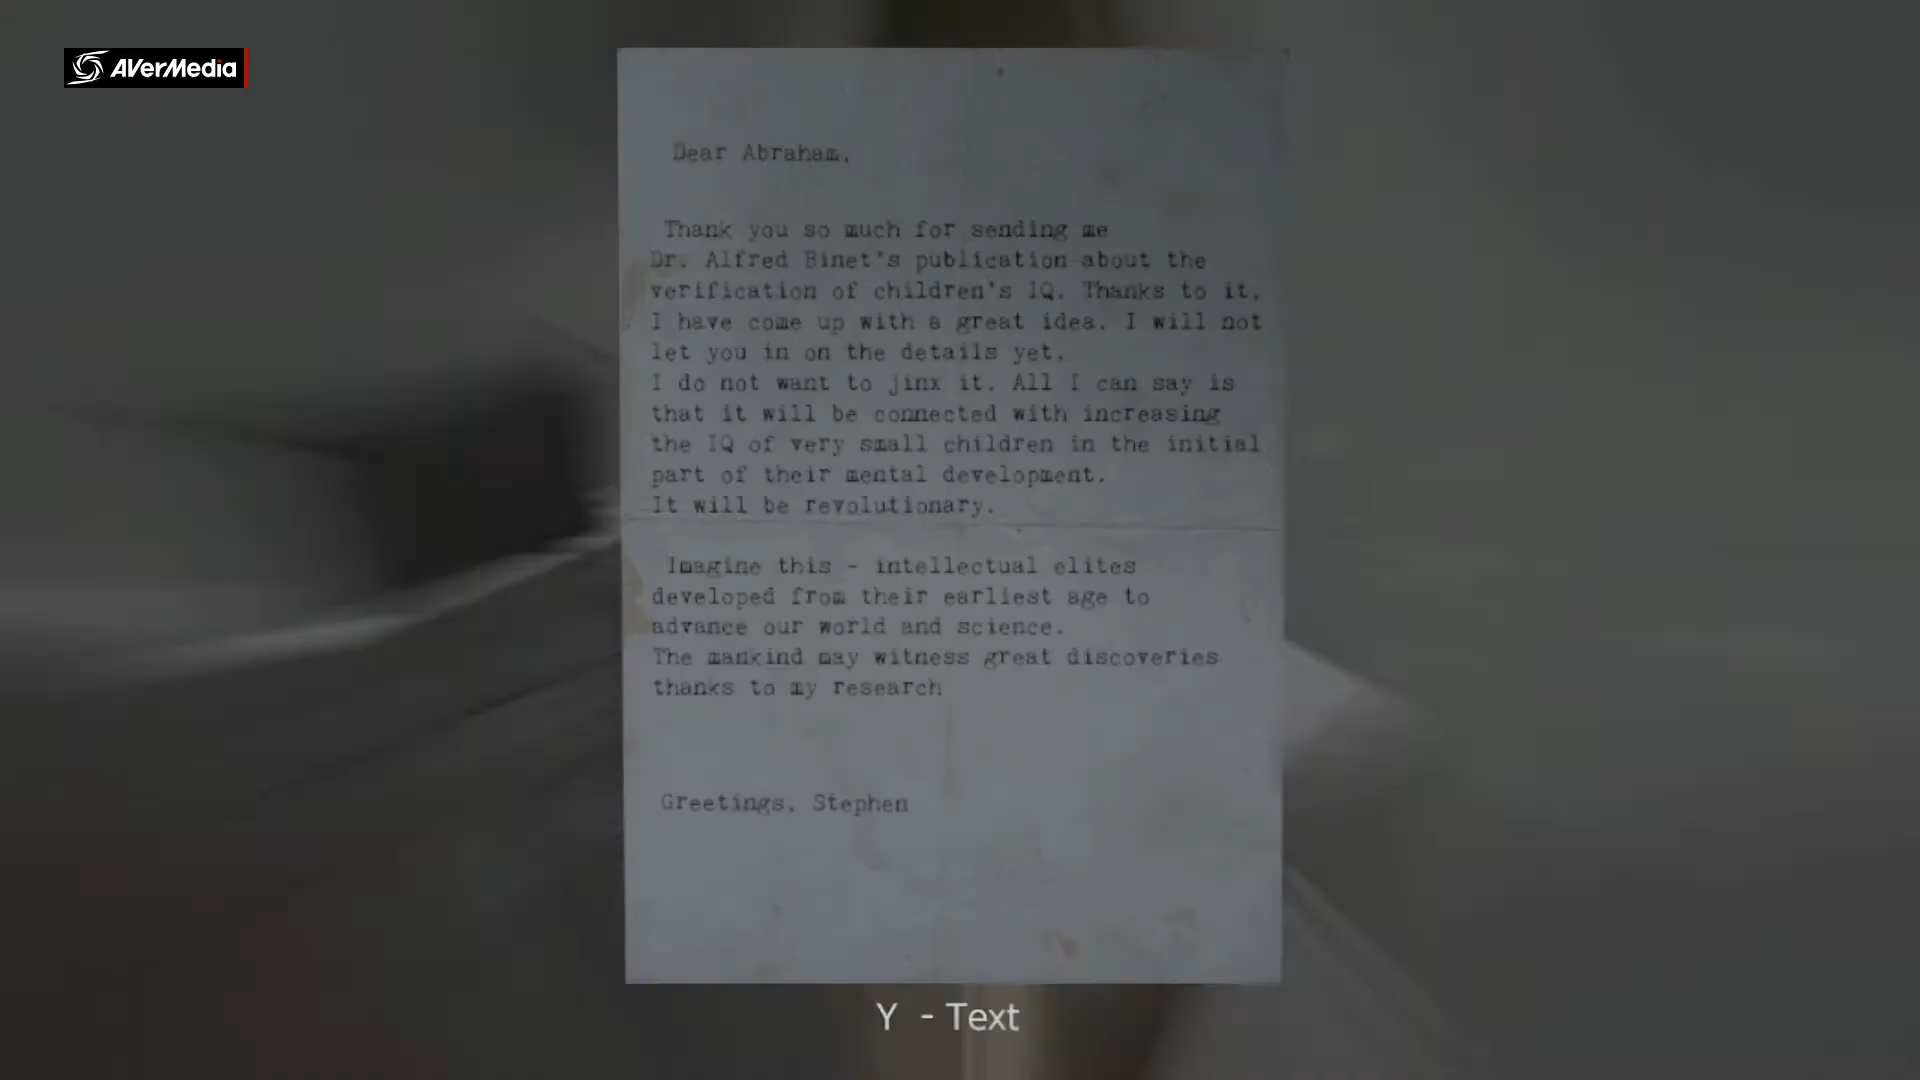 AVerMedia
Dear Abraham,
Thank you so much for sending me
Dr. Alfred Binet's publication about the
verification of children's IQ. Thanks to it,
I have come up with a great idea. I will not
let you in on the details yet.
I do not want to jinx it. All I can say is
that it will be connected with increasing
the IQ of very small children in the initial
part of their mental development.
It will be revolutionary.
Imagine this - intellectual elites
developed from their earliest age to
advance our world and science.
The mankind may witness great discoveries
thanks to my research
Greetings, Stephen
Y - Text